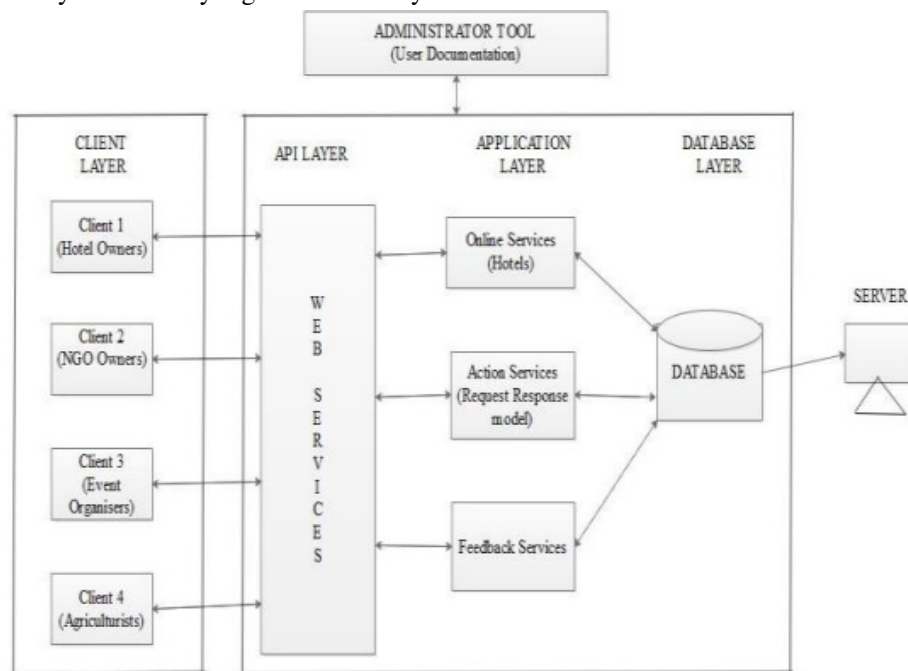 ADMINISTRATOR TOOL
(User Documentation)
CLIENT
LAYER
Client 1
(Hotel Owners)
Client 2
(NGO Owners)
Client 3
(Event
Organisers)
Client 4
(Agriculturists)
API LAYER
W
E
B
S
E
R
V
I
C
E
S
APPLICATION
LAYER
Online Services
(Hotels)
Action Services
(Request Response
model)
Feedback Services
DATABASE
LAYER
DATABASE
SERVER